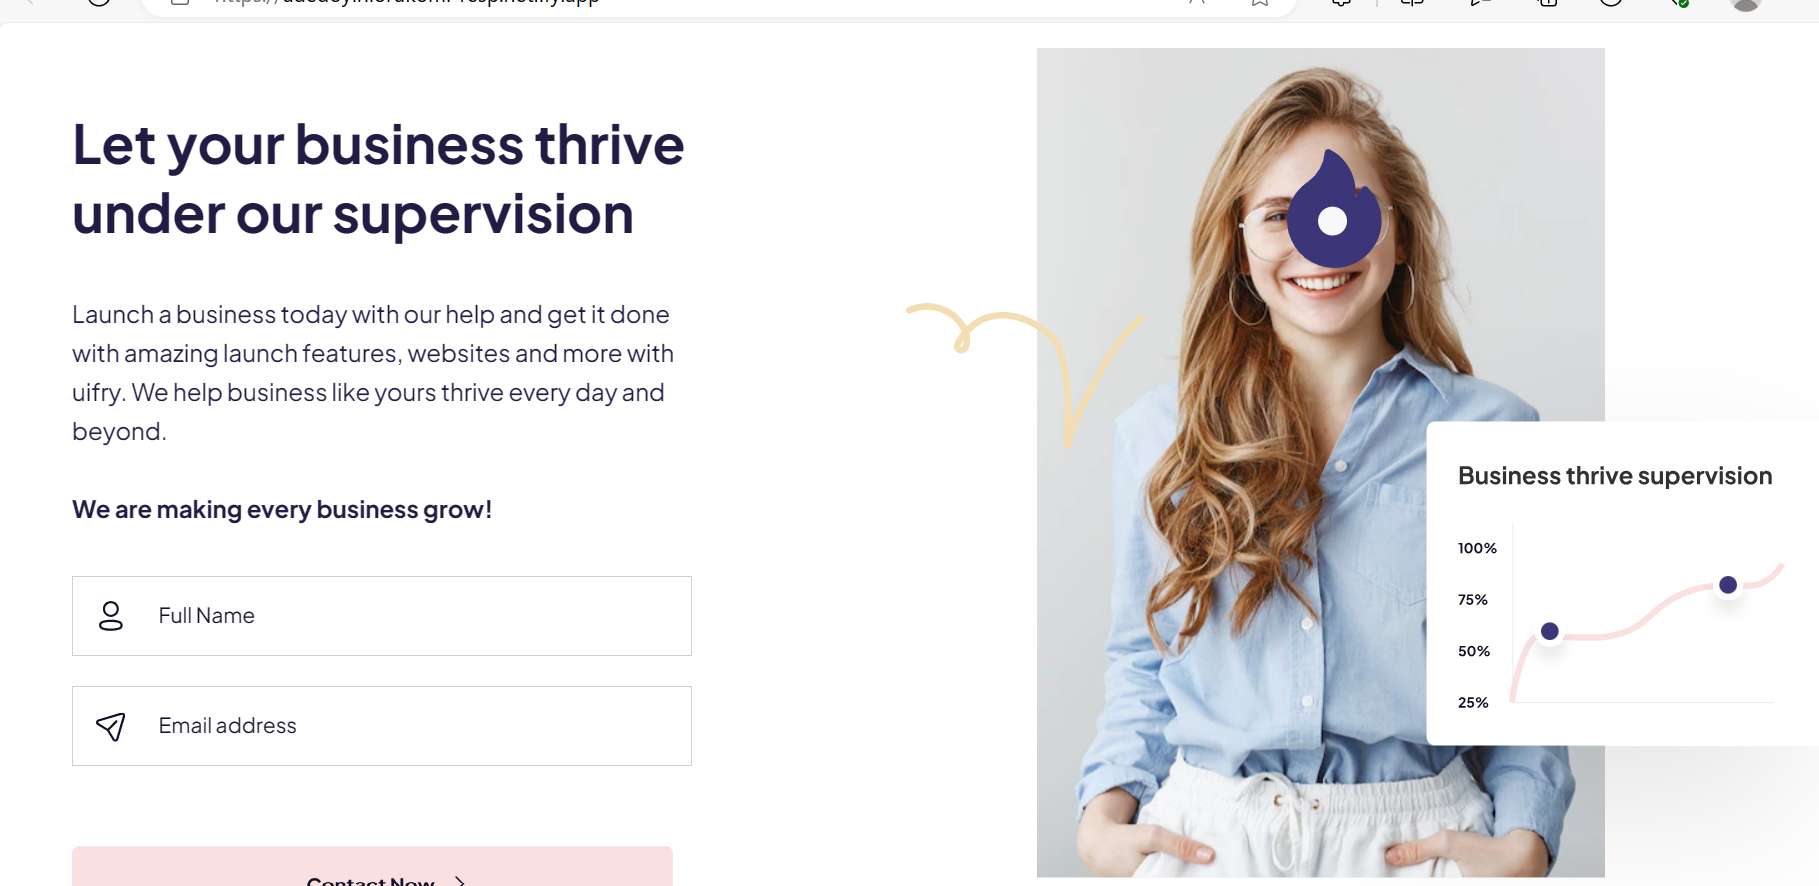 Let your business thrive
under our supervision
Launch a business today with our help and get it done
with amazing launch features, websites and more with
uifry. We help business like yours thrive every day and
beyond.
We are making every business grow!
Full Name
Email address
Contact Now
Business thrive supervision
100%
75%
50%
25%